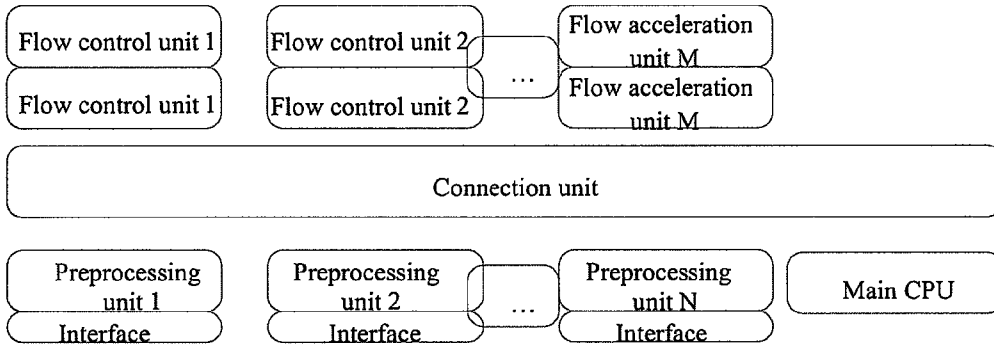 Flow control unit 1
Flow control unit 2
...
Flow acceleration
unit M
Flow control unit 1
Flow control unit 2
Flow acceleration
unit M
Connection unit
Preprocessing
unit 1
Interface
Preprocessing
unit 2
Interface
...
Preprocessing
unit N
Interface
Main CPU